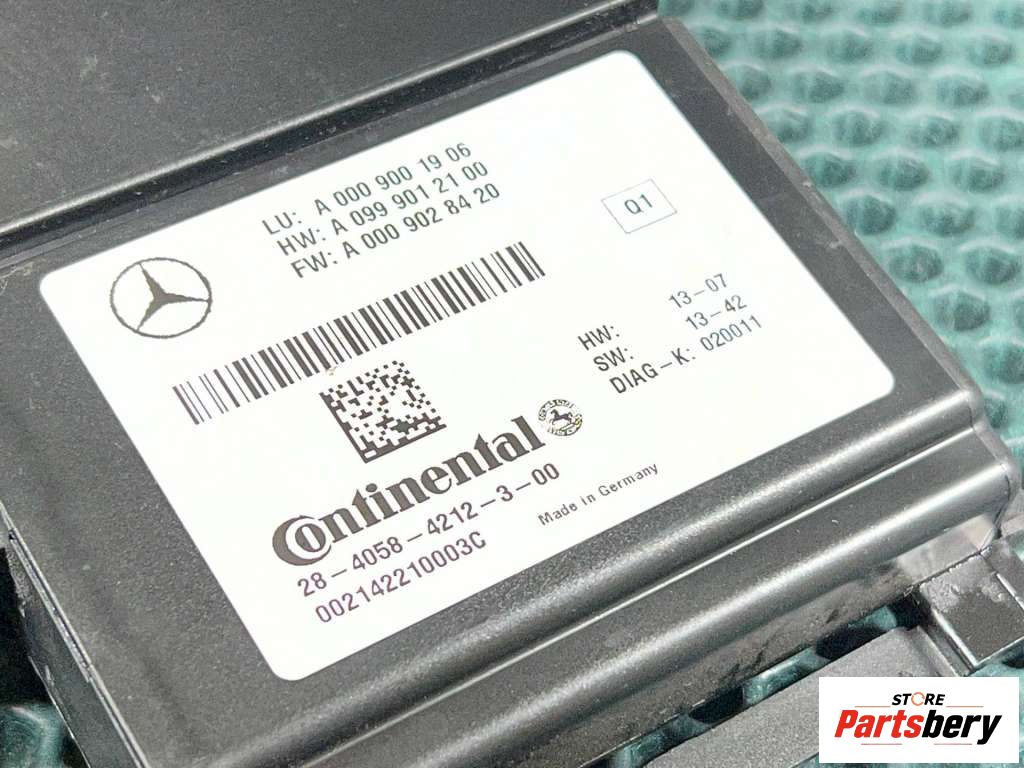 LU: A 000 900 19 06
HW: A 099 901 21 00
FW: A 000 902 84 20
Q1
HW: 13-07
SW: 13-42
DIAG-K: 020011
Continental
28-4058-4212-3-00
002142210003C
Made in Germany
STORE
Partsbery